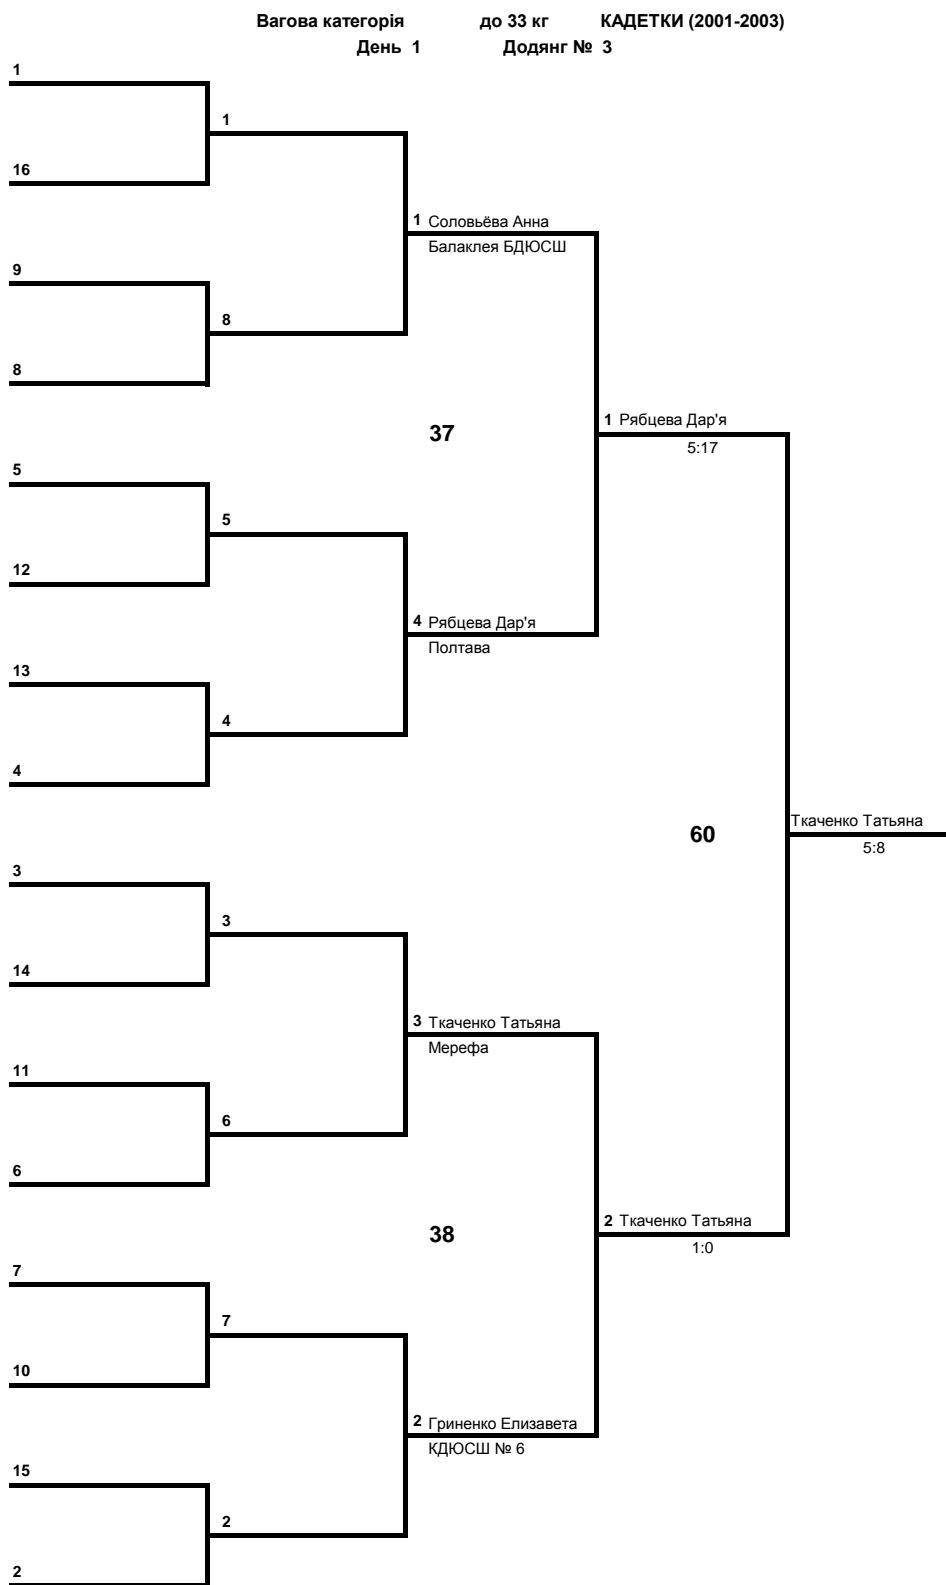 Вагова категорія до 33 кг КАДЕТКИ (2001-2003)
День 1 Додянг № 3
1
1
16
1 Соловьёва Анна
Балаклея БДЮСШ
9
8
8
1 Рябцева Дар'я
37
5:17
5
5
12
4 Рябцева Дар'я
Полтава
13
4
4
Ткаченко Татьяна
60
5:8
3
3
14
3 Ткаченко Татьяна
Мерефа
11
6
6
2 Ткаченко Татьяна
38
1:0
7
7
10
2 Гриненко Елизавета
КДЮСШ № 6
15
2
2